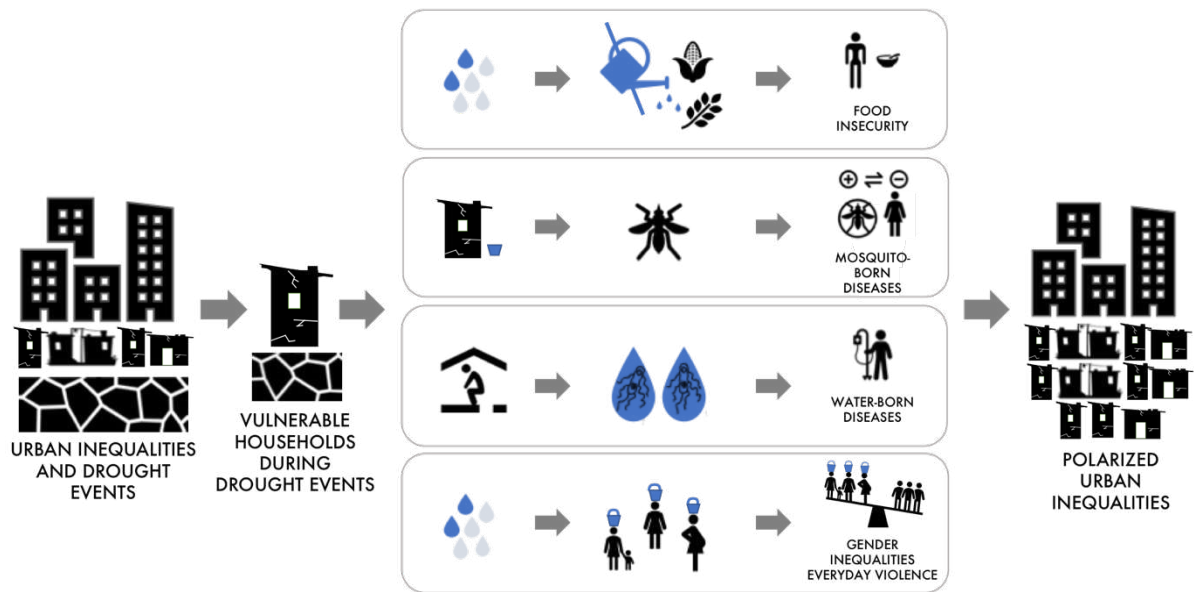 URBAN INEQUALITIES
AND DROUGHT
EVENTS
VULNERABLE
HOUSEHOLDS
DURING
DROUGHT EVENTS
FOOD
INSECURITY
MOSQUITO-
BORN
DISEASES
WATER-BORN
DISEASES
GENDER
INEQUALITIES
EVERYDAY VIOLENCE
POLARIZED
URBAN
INEQUALITIES